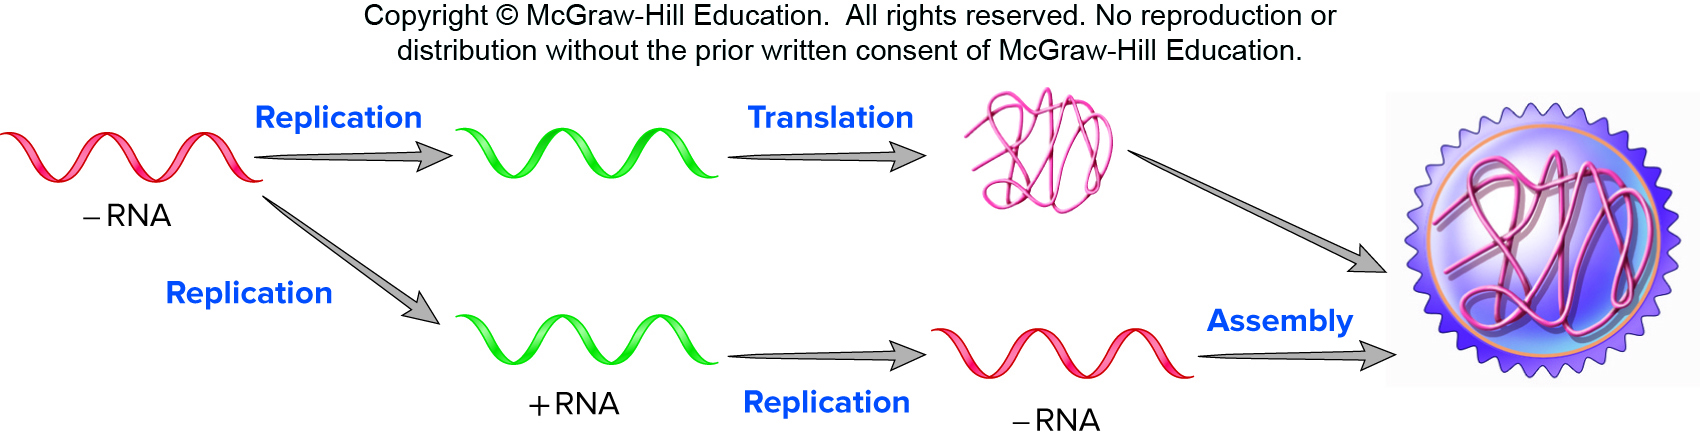 Copyright © McGraw-Hill Education.  All rights reserved. No reproduction or
distribution without the prior written consent of McGraw-Hill Education.
Replication
Translation
– RNA
Replication
Assembly
+ RNA
Replication
– RNA